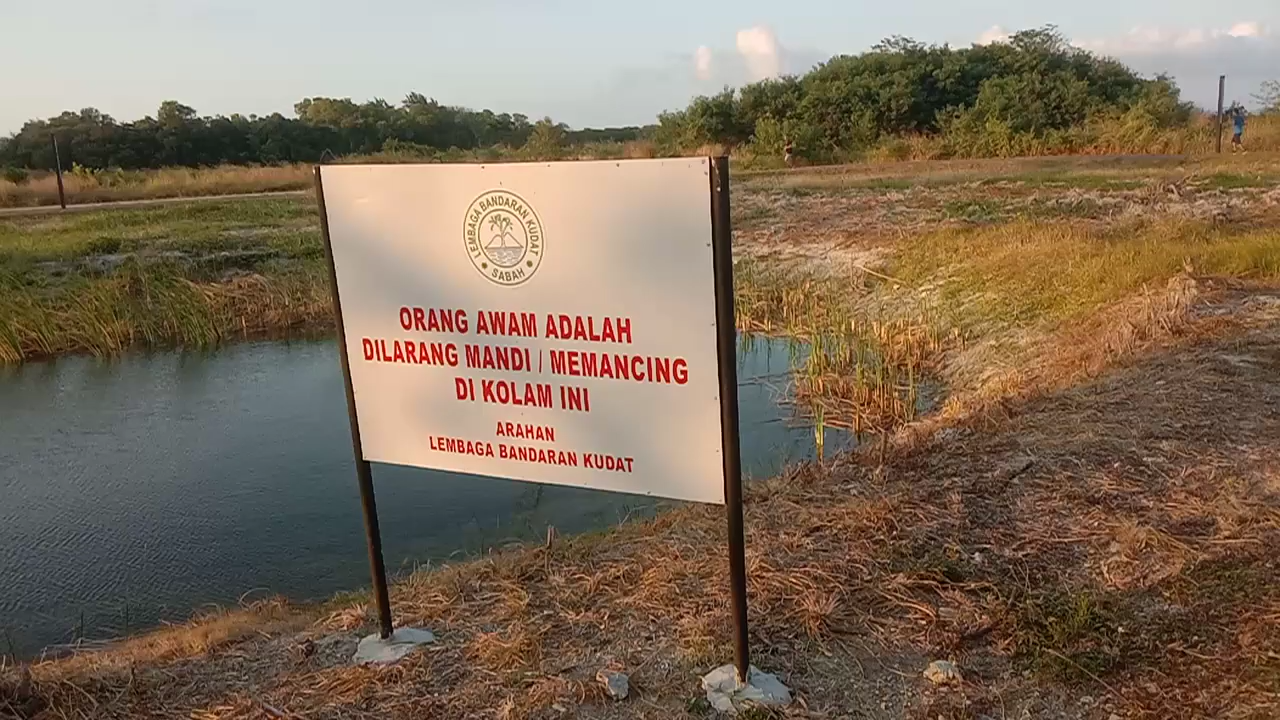 LEMBAGA BANDARAN KUDAT
SABAH
ORANG AWAM ADALAH
DILARANG MANDI / MEMANCING
DI KOLAM INI
ARAHAN
LEMBAGA BANDARAN KUDAT